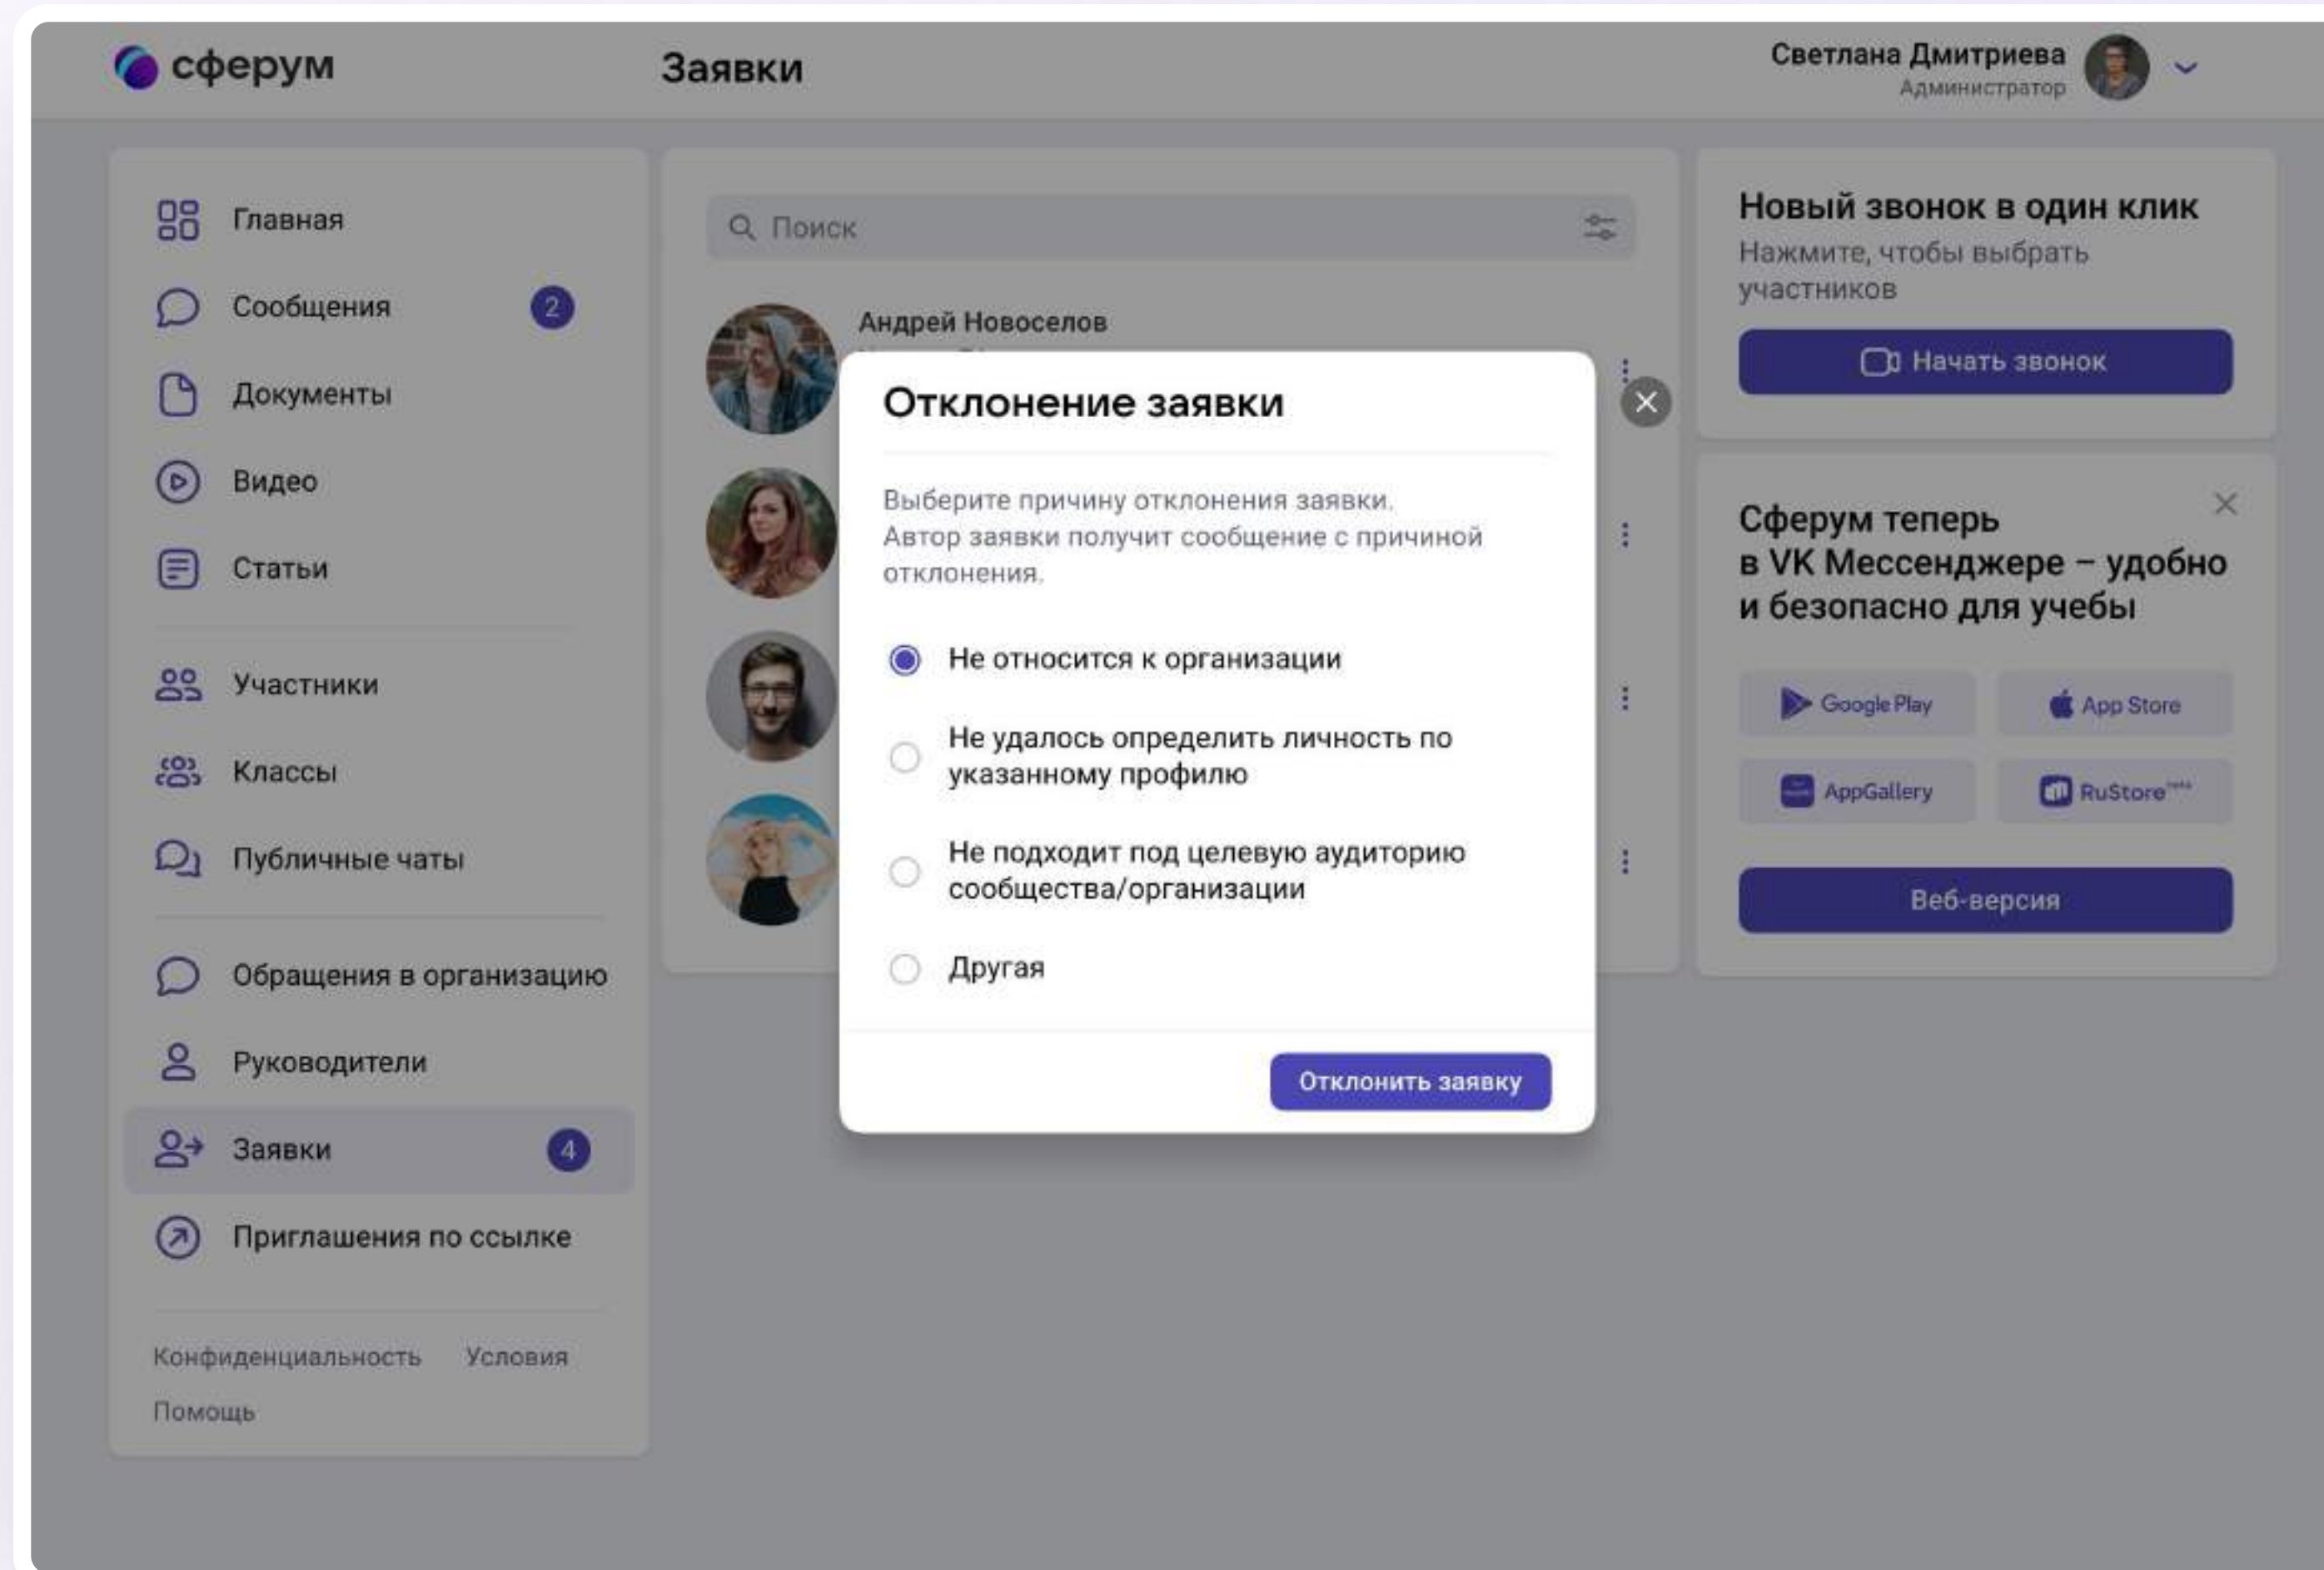 сферум
Заявки
Светлана Дмитриева
Администратор
Главная
Сообщения
2
Документы
Видео
Статьи
Участники
Классы
Публичные чаты
Обращения в организацию
Руководители
Заявки
4
Приглашения по ссылке
Конфиденциальность Условия
Помощь
Поиск
Андрей Новоселов
Отклонение заявки
Выберите причину отклонения заявки.
Автор заявки получит сообщение с причиной
отклонения.
Не относится к организации
Не удалось определить личность по
указанному профилю
Не подходит под целевую аудиторию
сообщества/организации
Другая
Отклонить заявку
Новый звонок в один клик
Нажмите, чтобы выбрать
участников
Начать звонок
Сферум теперь
в VK Мессенджере – удобно
и безопасно для учебы
Google Play
App Store
AppGallery
RuStore
Веб-версия